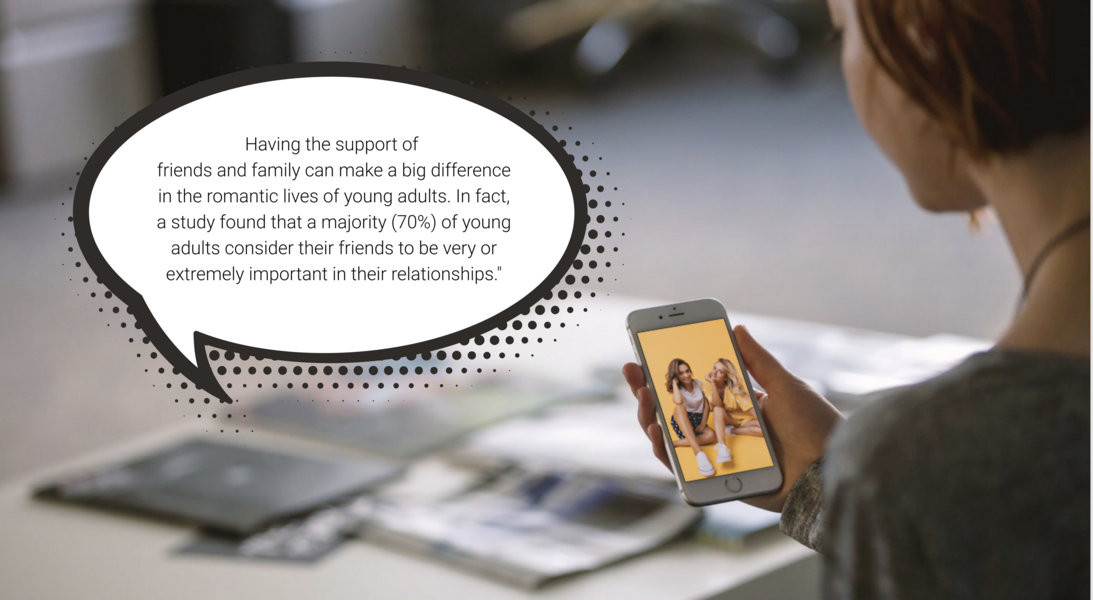 Having the support of
friends and family can make a big difference
in the romantic lives of young adults. In fact,
a study found that a majority (70%) of young
adults consider their friends to be very or
extremely important in their relationships."